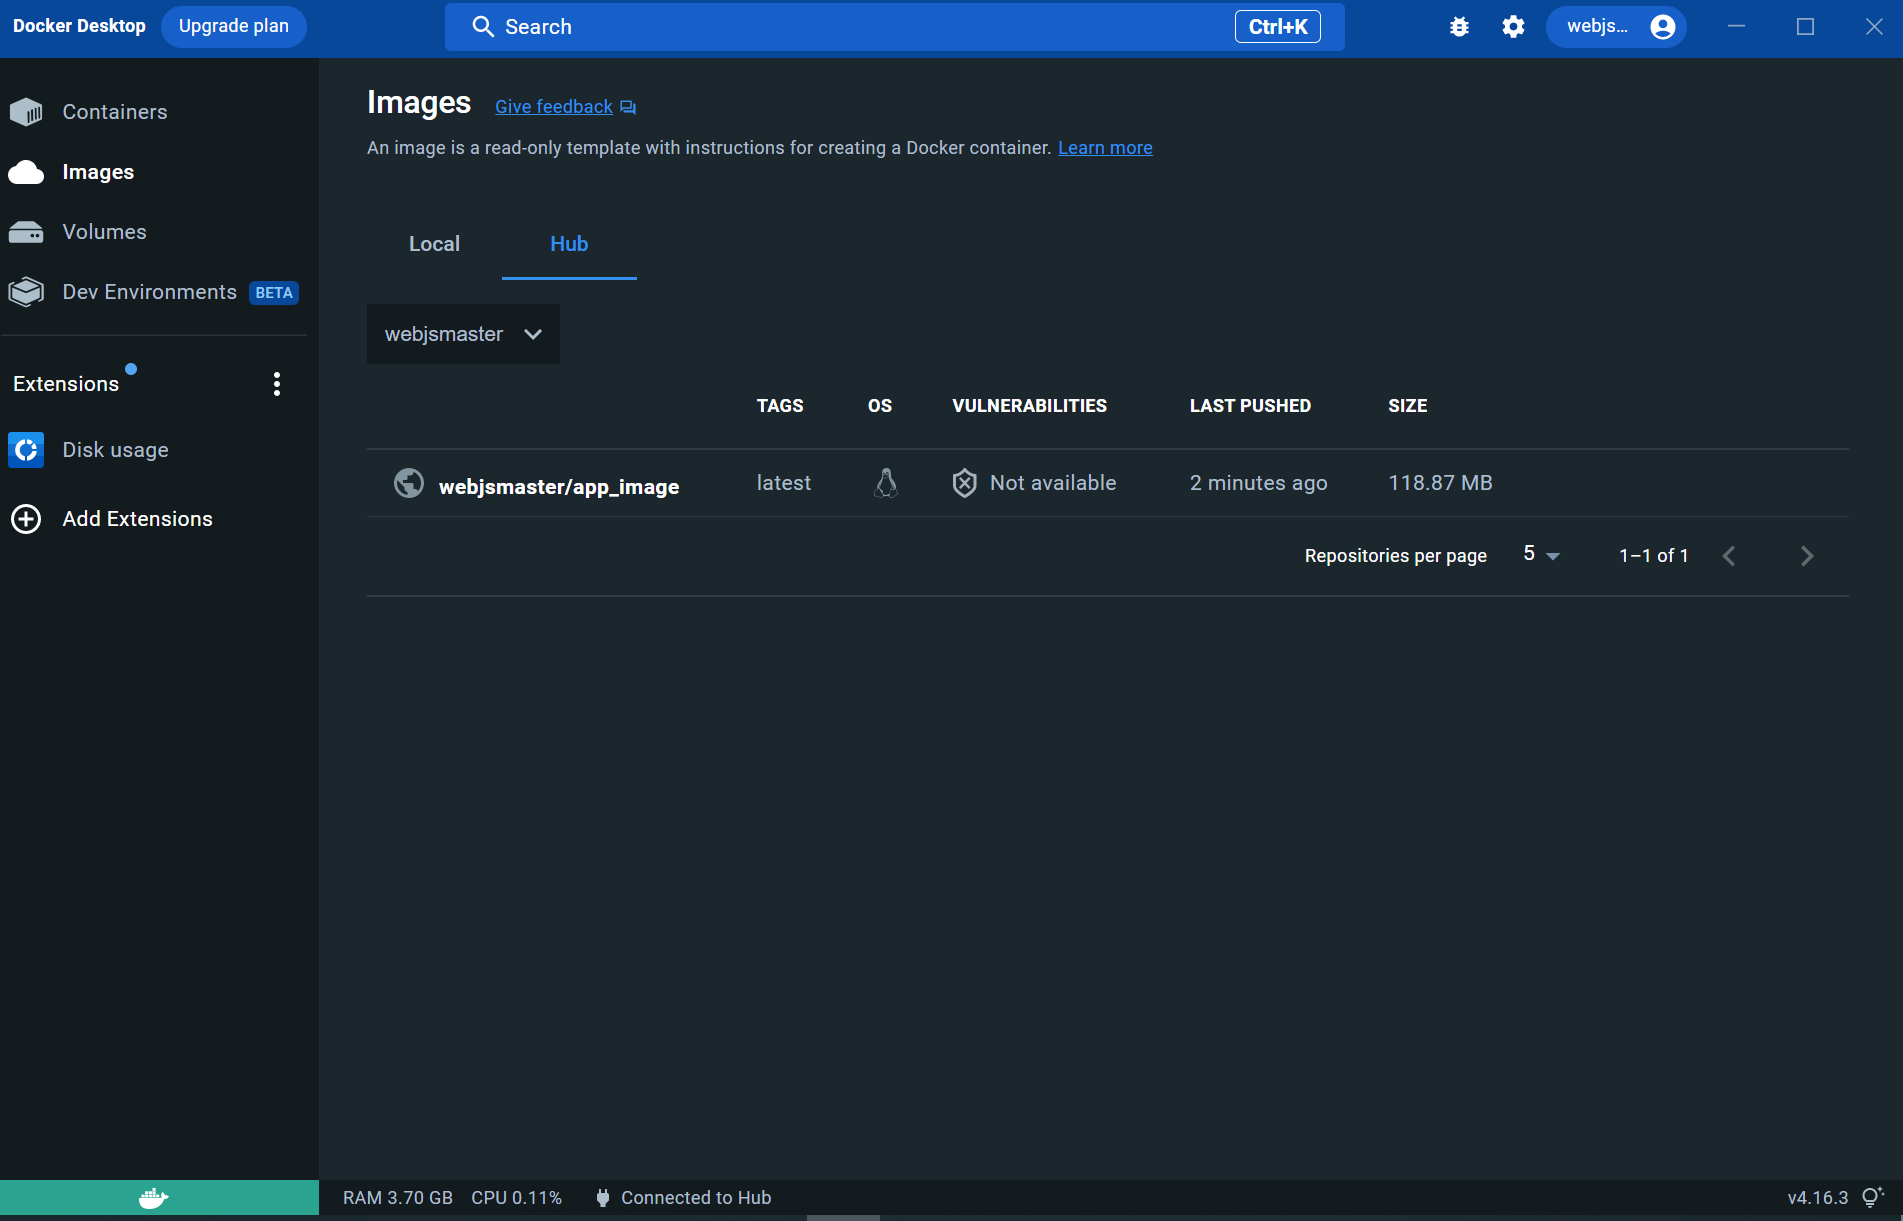 Docker Desktop Upgrade plan Search Ctrl+K webjs...
Containers
Images
Volumes
Dev Environments BETA
Extensions
Disk usage
Add Extensions
Images Give feedback
An image is a read-only template with instructions for creating a Docker container. Learn more
Local Hub
webjsmaster
TAGS OS VULNERABILITIES LAST PUSHED SIZE
webjsmaster/app_image latest Not available 2 minutes ago 118.87 MB
Repositories per page 5 1–1 of 1
RAM 3.70 GB CPU 0.11% Connected to Hub v4.16.3